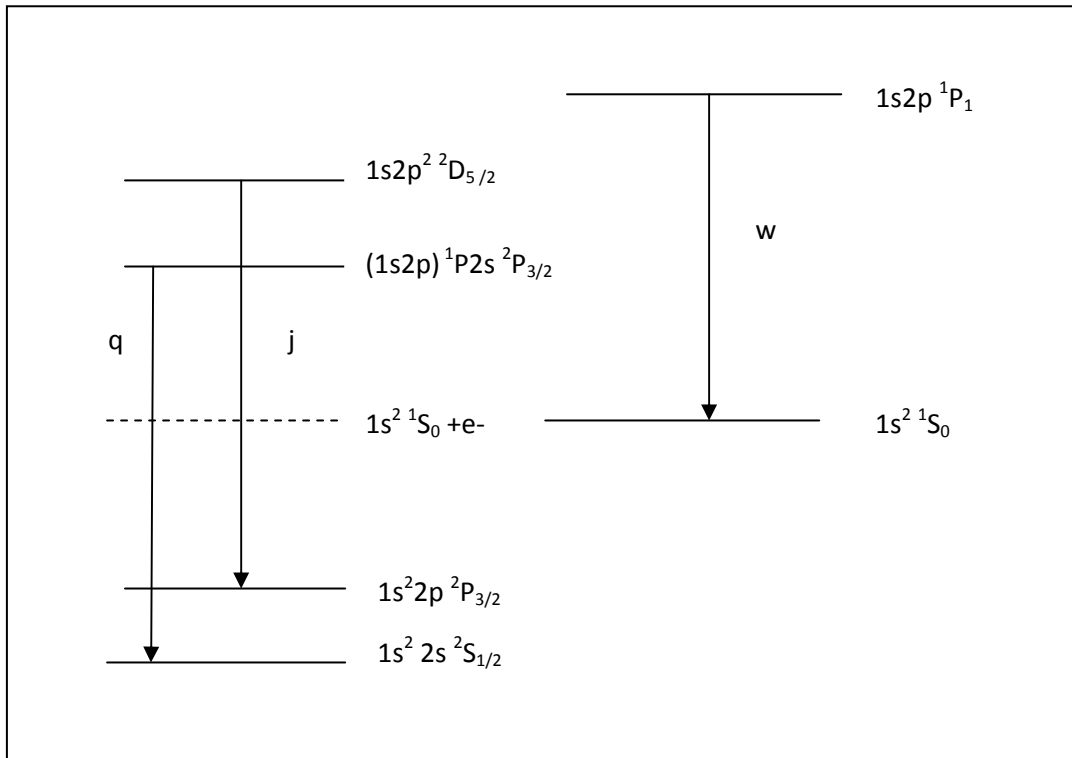 1s2p ¹P₁
1s2p² ²D₅/₂
w
(1s2p) ¹P2s ²P₃/₂
q
j
1s² ¹S₀ +e-
1s² ¹S₀
1s²2p ²P₃/₂
1s² 2s ²S₁/₂